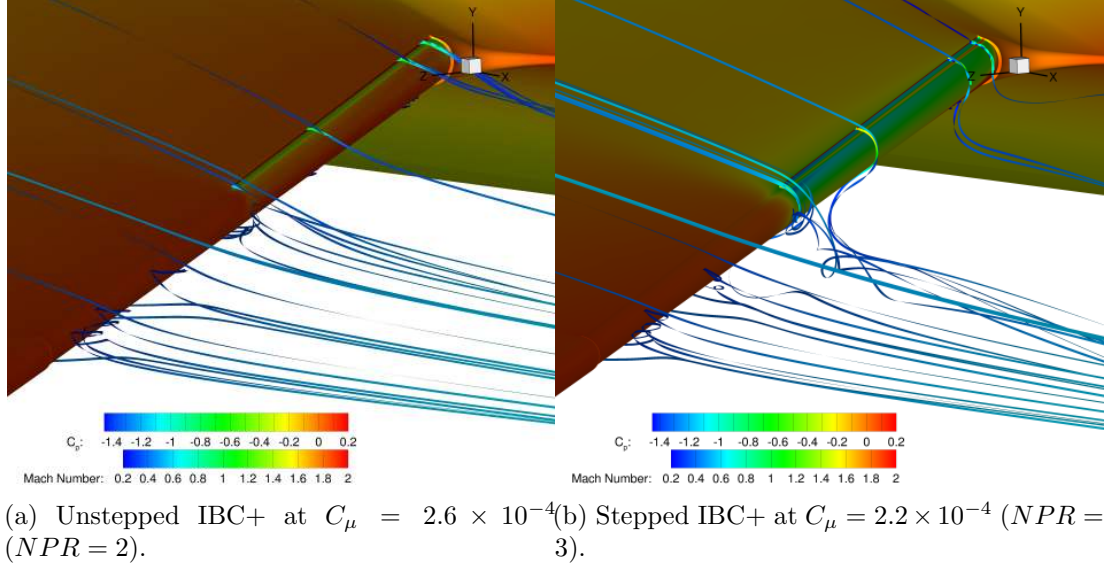 Y
Z
X
Y
Z
X
Cp: -1.4 -1.2 -1 -0.8 -0.6 -0.4 -0.2 0 0.2
Mach Number: 0.2 0.4 0.6 0.8 1 1.2 1.4 1.6 1.8 2
Cp: -1.4 -1.2 -1 -0.8 -0.6 -0.4 -0.2 0 0.2
Mach Number: 0.2 0.4 0.6 0.8 1 1.2 1.4 1.6 1.8 2
(a) Unstepped IBC+ at Cμ = 2.6 × 10⁻⁴
(NPR = 2).
(b) Stepped IBC+ at Cμ = 2.2 × 10⁻⁴ (NPR =
3).